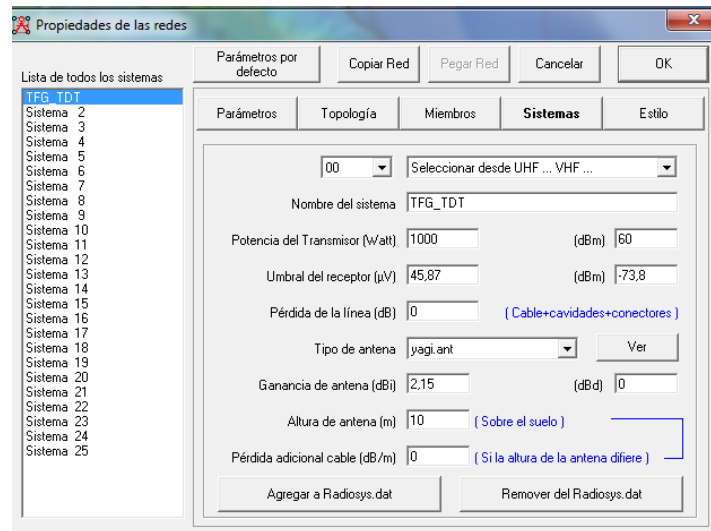 Propiedades de las redes
Parámetros por defecto
Copiar Red
Pegar Red
Cancelar
OK
Lista de todos los sistemas
TFG_TDT
Sistema 2
Sistema 3
Sistema 4
Sistema 5
Sistema 6
Sistema 7
Sistema 8
Sistema 9
Sistema 10
Sistema 11
Sistema 12
Sistema 13
Sistema 14
Sistema 15
Sistema 16
Sistema 17
Sistema 18
Sistema 19
Sistema 20
Sistema 21
Sistema 22
Sistema 23
Sistema 24
Sistema 25
Parámetros Topología Miembros Sistemas Estilo
00 Seleccionar desde UHF ... VHF ...
Nombre del sistema TFG_TDT
Potencia del Transmisor (Watt) 1000 (dBm) 60
Umbral del receptor (µV) 45,87 (dBm) -73,8
Pérdida de la línea (dB) 0 ( Cable+cavidades+conectores )
Tipo de antena yagi.ant Ver
Ganancia de antena (dBi) 2,15 (dBd) 0
Altura de antena (m) 10 ( Sobre el suelo )
Pérdida adicional cable (dB/m) 0 ( Si la altura de la antena difiere )
Agregar a Radiosys.dat Remover del Radiosys.dat